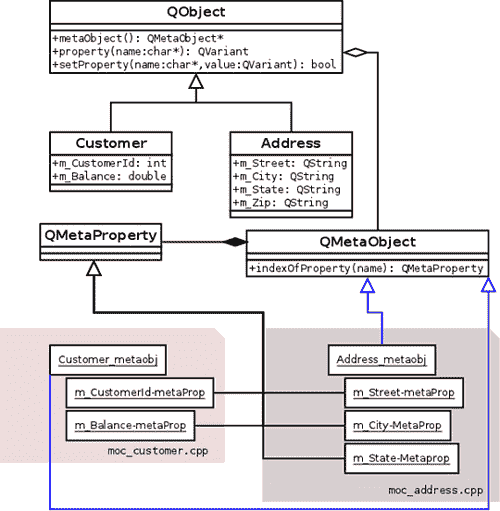 QObject
+metaObject(): QMetaObject*
+property(name:char*): QVariant
+setProperty(name:char*,value:QVariant): bool
Customer
+m_CustomerId: int
+m_Balance: double
Address
+m_Street: QString
+m_City: QString
+m_State: QString
+m_Zip: QString
QMetaProperty
QMetaObject
+indexOfProperty(name): QMetaProperty
Customer_metaobj
Address_metaobj
m_CustomerId-metaProp
m_Street-metaProp
m_Balance-metaProp
m_City-MetaProp
moc_customer.cpp
m_State-Metaprop
moc_address.cpp